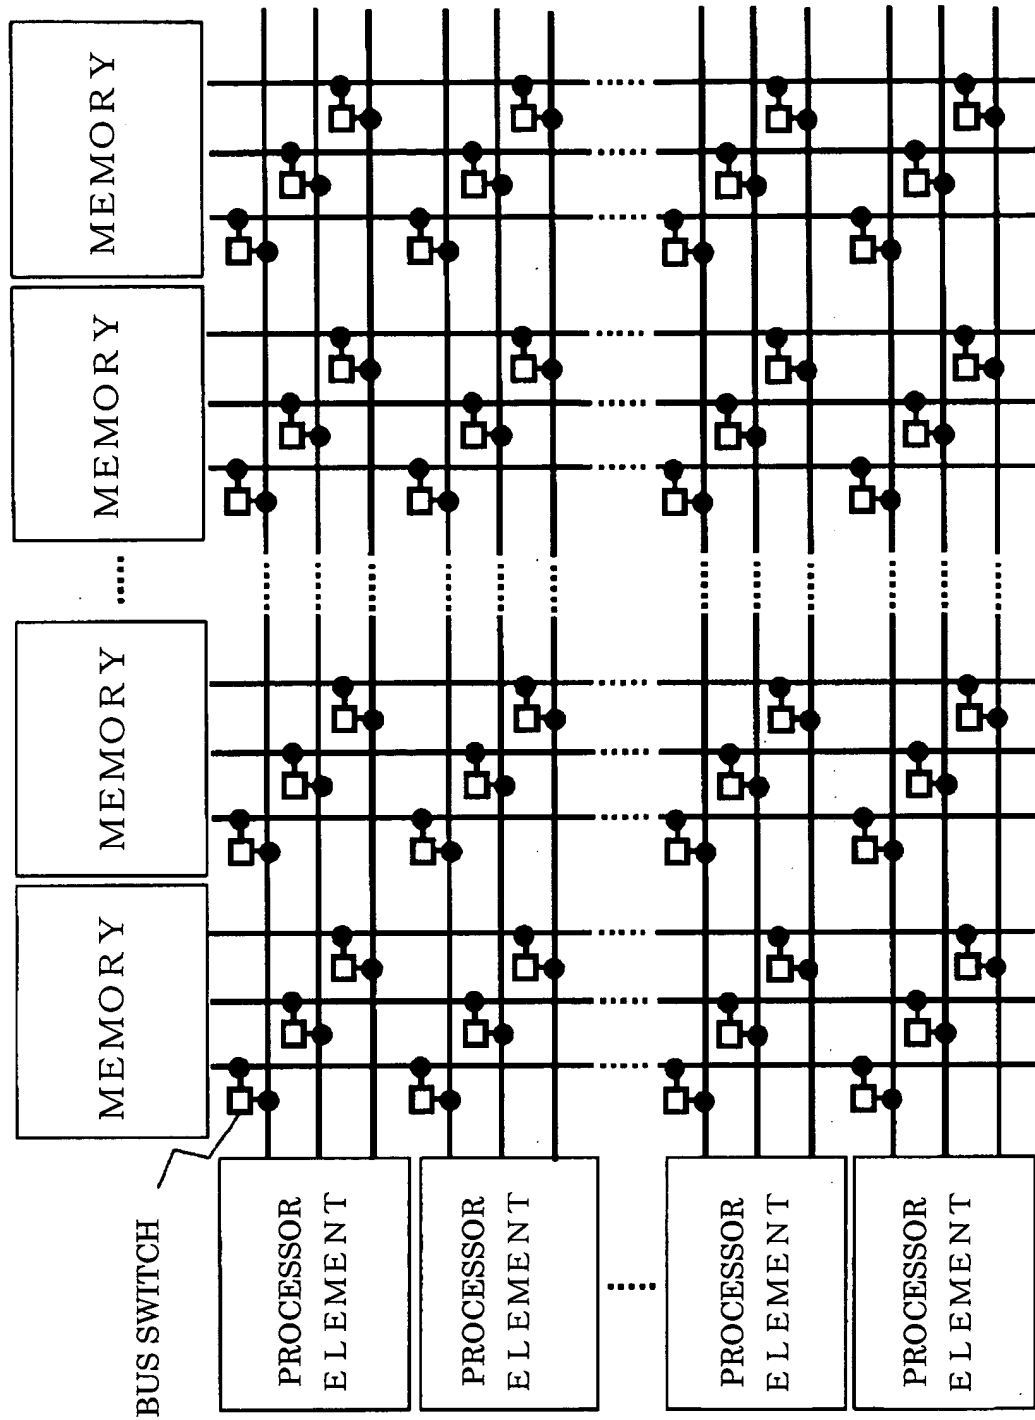 BUS SWITCH
MEMORY
MEMORY
MEMORY
MEMORY
PROCESSOR
ELEMENT
PROCESSOR
ELEMENT
PROCESSOR
ELEMENT
PROCESSOR
ELEMENT